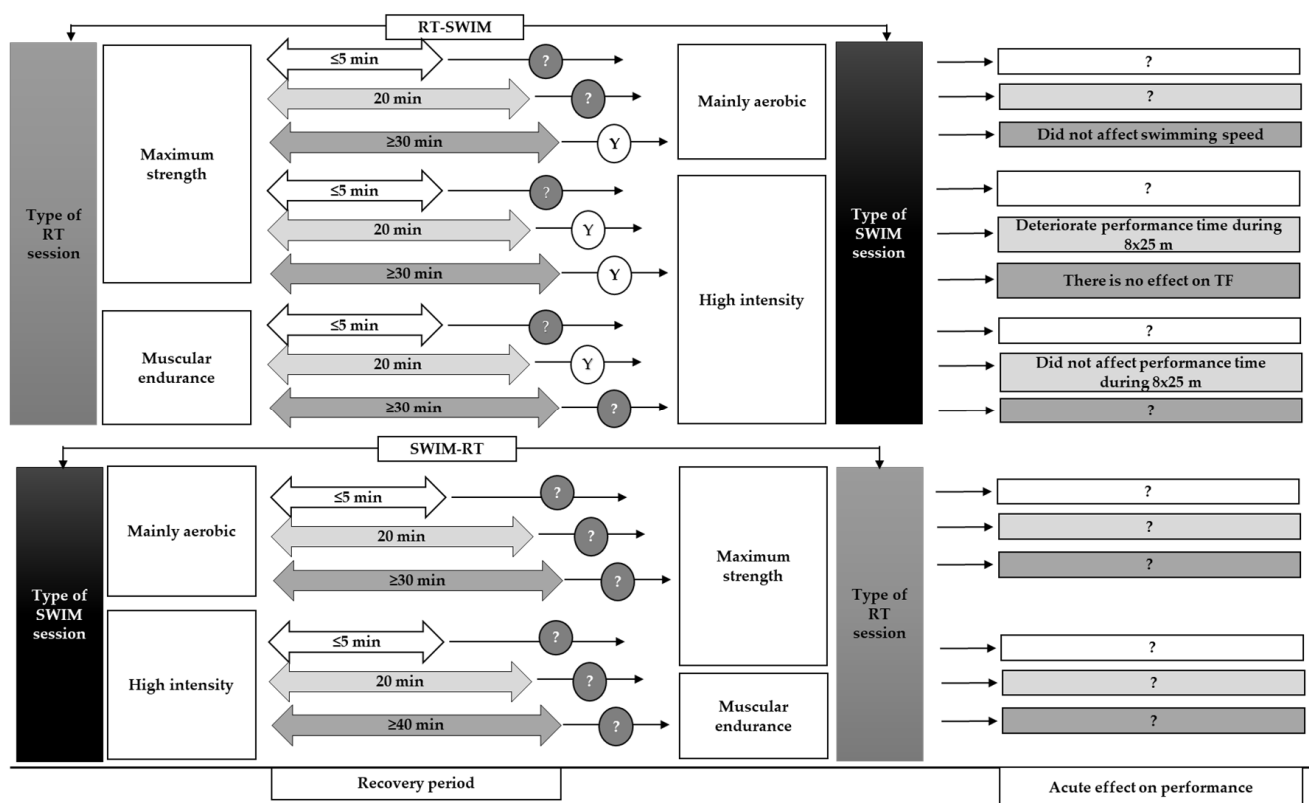 RT-SWIM
Type of
RT
session
Maximum
strength
≤5 min
?
20 min
?
≥30 min
Y
Mainly aerobic
≤5 min
?
20 min
Y
≥30 min
Y
Muscular
endurance
≤5 min
?
20 min
Y
≥30 min
?
High intensity
Type of
SWIM
session
?
?
Did not affect swimming speed
?
Deteriorate performance time during
8x25 m
There is no effect on TF
?
Did not affect performance time
during 8x25 m
?
SWIM-RT
Type of
SWIM
session
Mainly aerobic
≤5 min
?
20 min
?
≥30 min
?
High intensity
≤5 min
?
20 min
?
≥40 min
?
Maximum
strength
Muscular
endurance
Type of
RT
session
?
?
?
?
?
?
Recovery period
Acute effect on performance